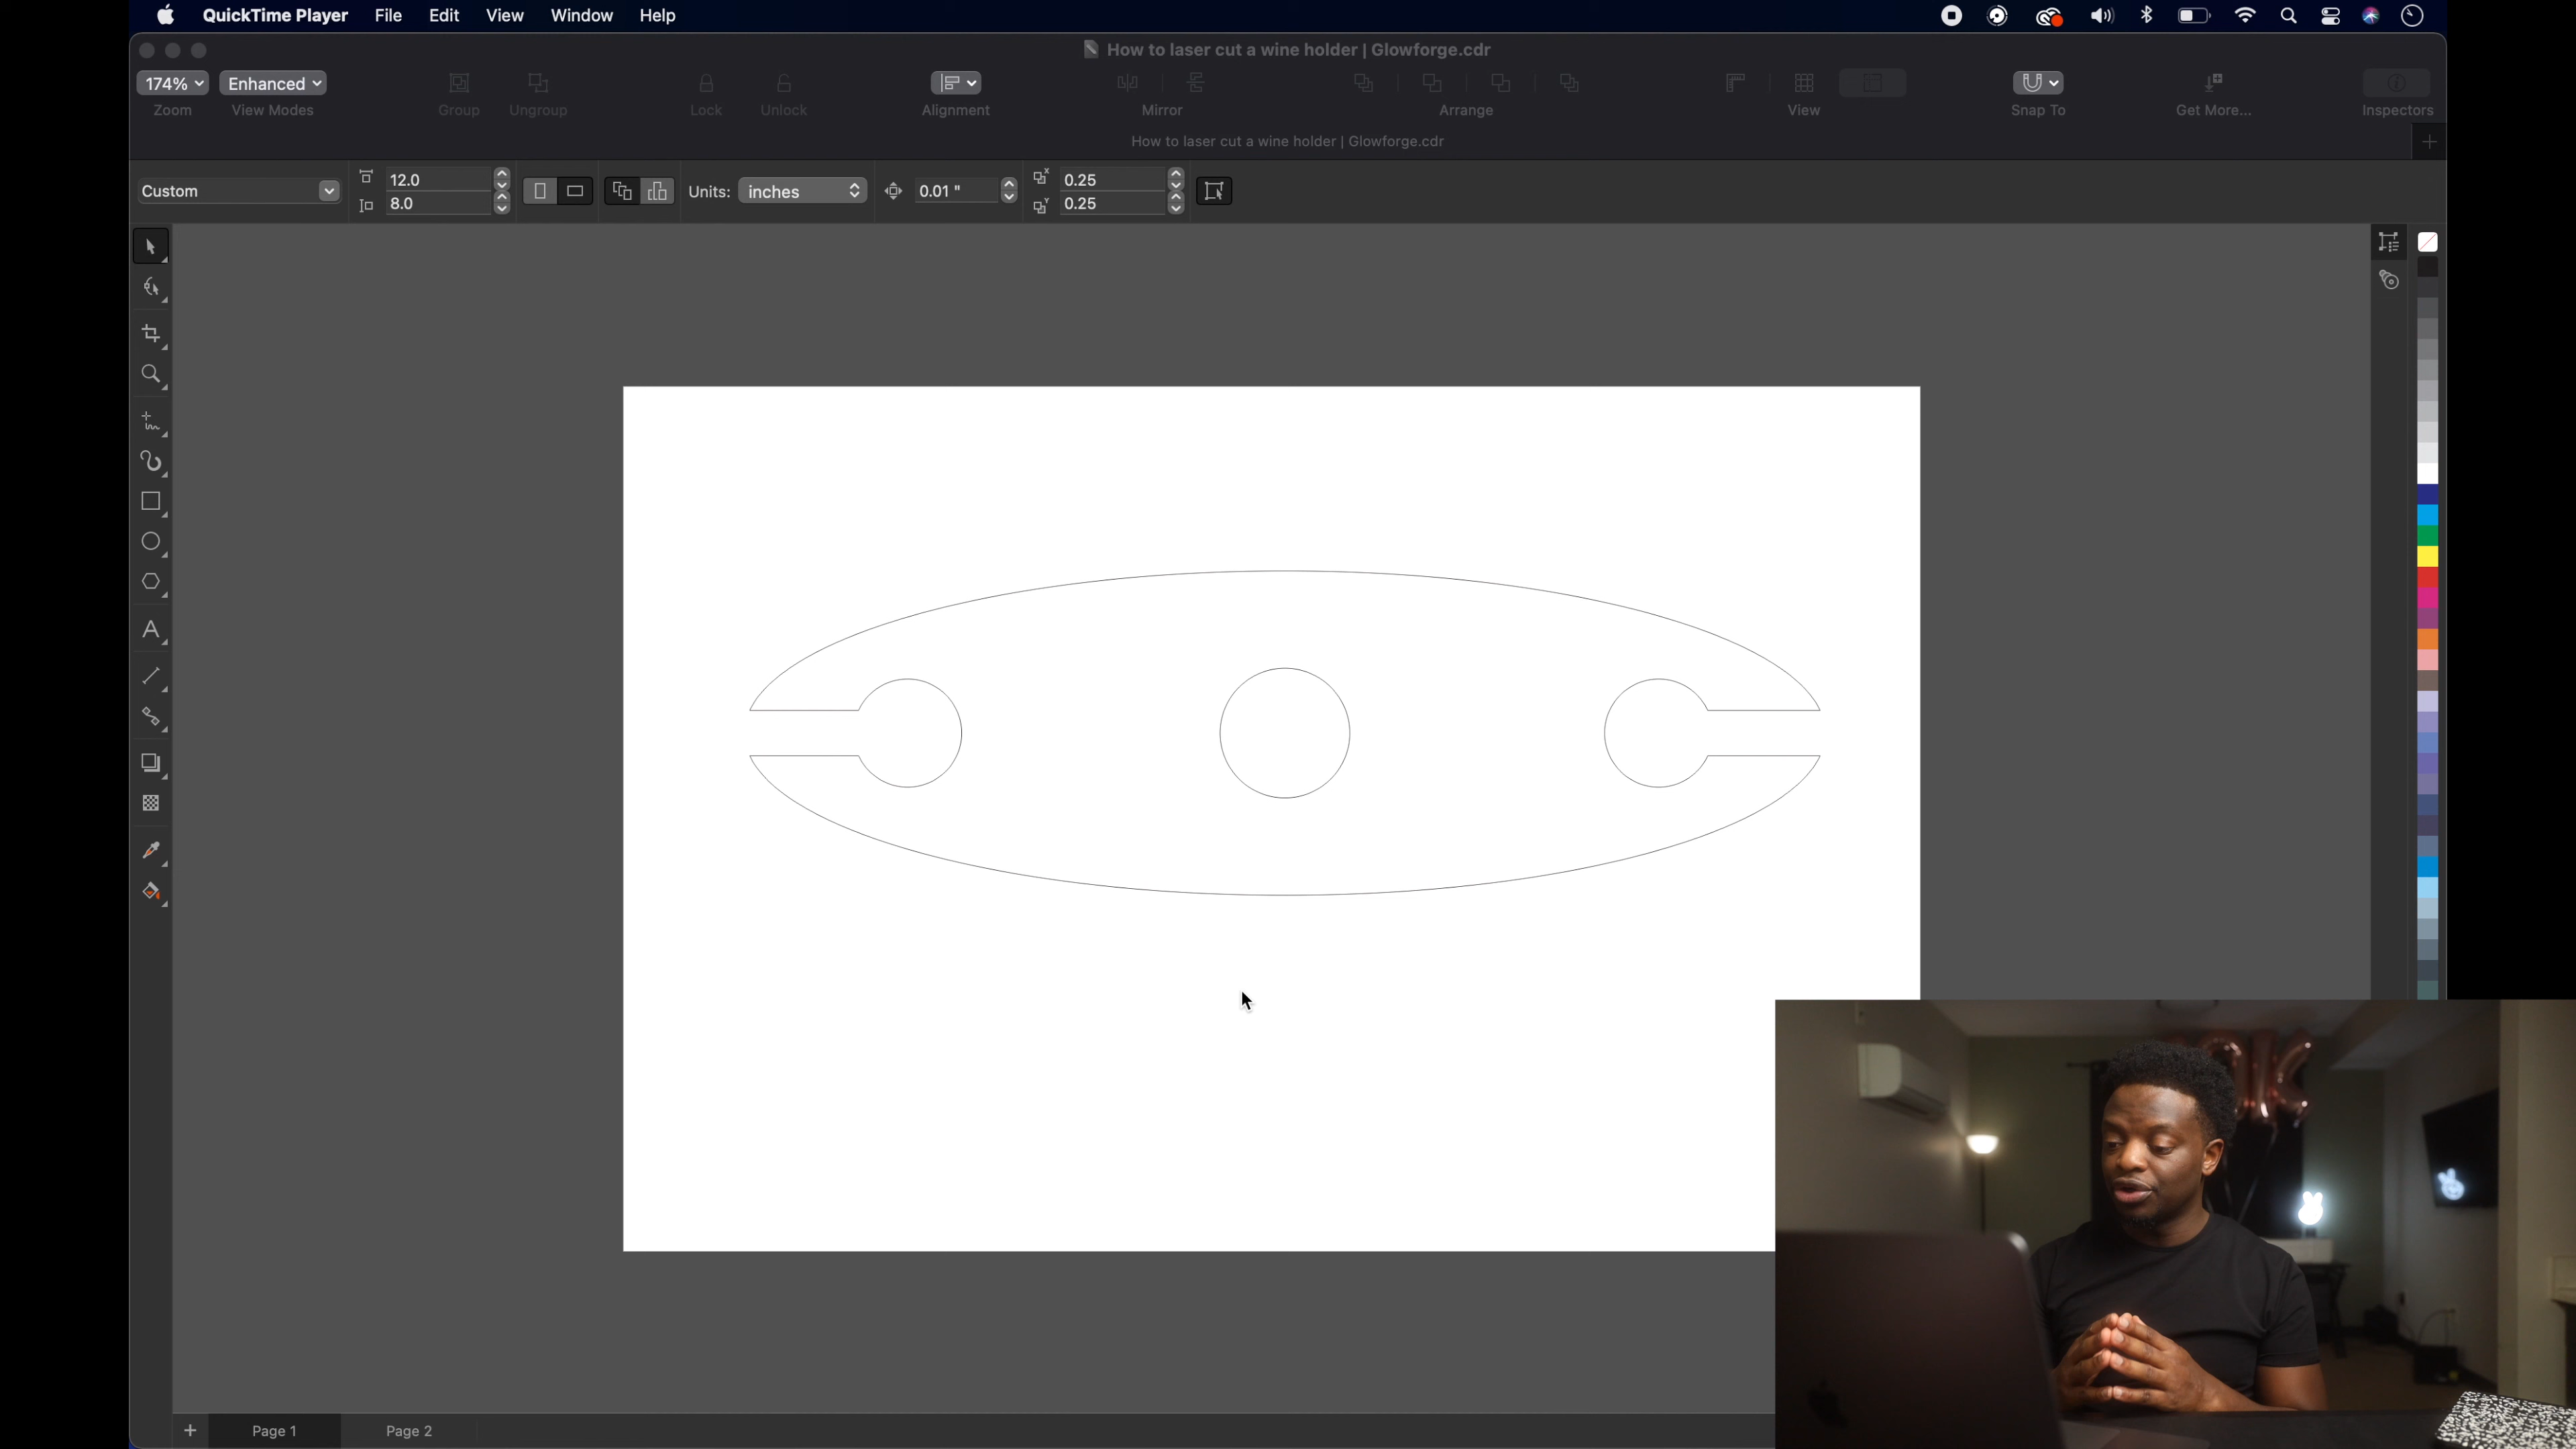 QuickTime Player File Edit View Window Help
How to laser cut a wine holder | Glowforge.cdr
174% Enhanced
Zoom View Modes Group Ungroup Lock Unlock Alignment Mirror Arrange View Snap To Get More... Inspectors
How to laser cut a wine holder | Glowforge.cdr
Custom 12.0 8.0 Units: inches 0.01 " 0.25 0.25
Page 1 Page 2